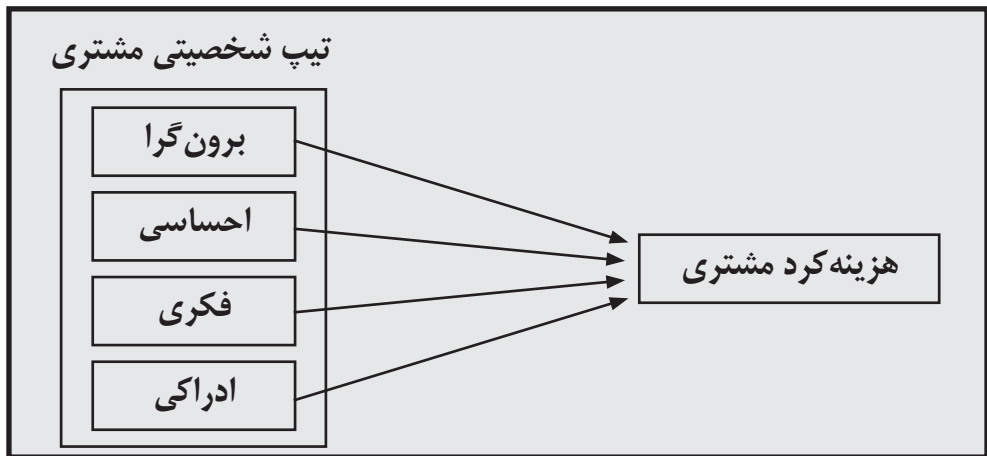 تیپ شخصیتی مشتری
برون‌گرا
احساسی
فکری
ادراکی
هزینه‌کرد مشتری